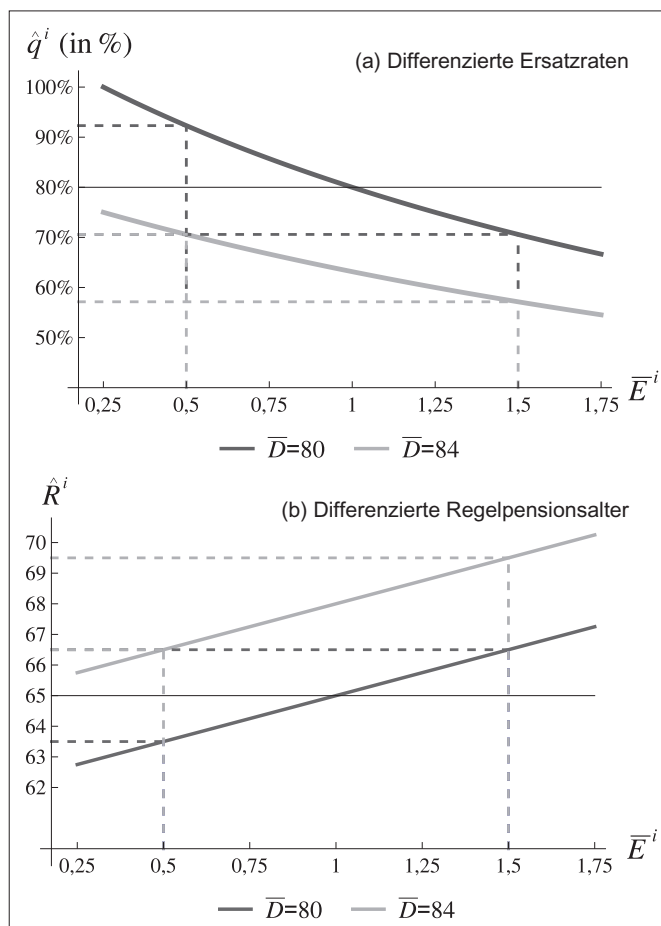 q̂ⁱ (in %)
(a) Differenzierte Ersatzraten
100%
90%
80%
70%
60%
50%
0,25 0,5 0,75 1 1,25 1,5 1,75 E̅ⁱ
D̅=80 D̅=84
R̂ⁱ
(b) Differenzierte Regelpensionsalter
70
69
68
67
66
65
64
63
62
0,25 0,5 0,75 1 1,25 1,5 1,75 E̅ⁱ
D̅=80 D̅=84